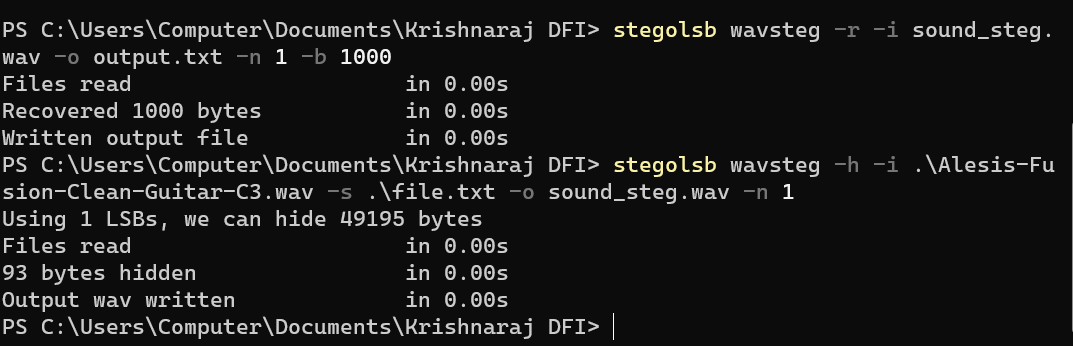 PS C:\Users\Computer\Documents\Krishnaraj DFI> stegolsb wavsteg -r -i sound_steg.
wav -o output.txt -n 1 -b 1000
Files read                     in 0.00s
Recovered 1000 bytes           in 0.00s
Written output file            in 0.00s
PS C:\Users\Computer\Documents\Krishnaraj DFI> stegolsb wavsteg -h -i .\Alesis-Fu
sion-Clean-Guitar-C3.wav -s .\file.txt -o sound_steg.wav -n 1
Using 1 LSBs, we can hide 49195 bytes
Files read                     in 0.00s
93 bytes hidden                in 0.00s
Output wav written             in 0.00s
PS C:\Users\Computer\Documents\Krishnaraj DFI>